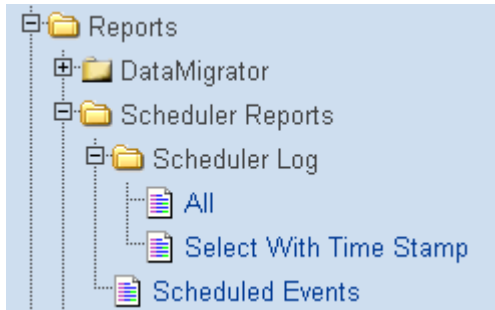 Reports
DataMigrator
Scheduler Reports
Scheduler Log
All
Select With Time Stamp
Scheduled Events